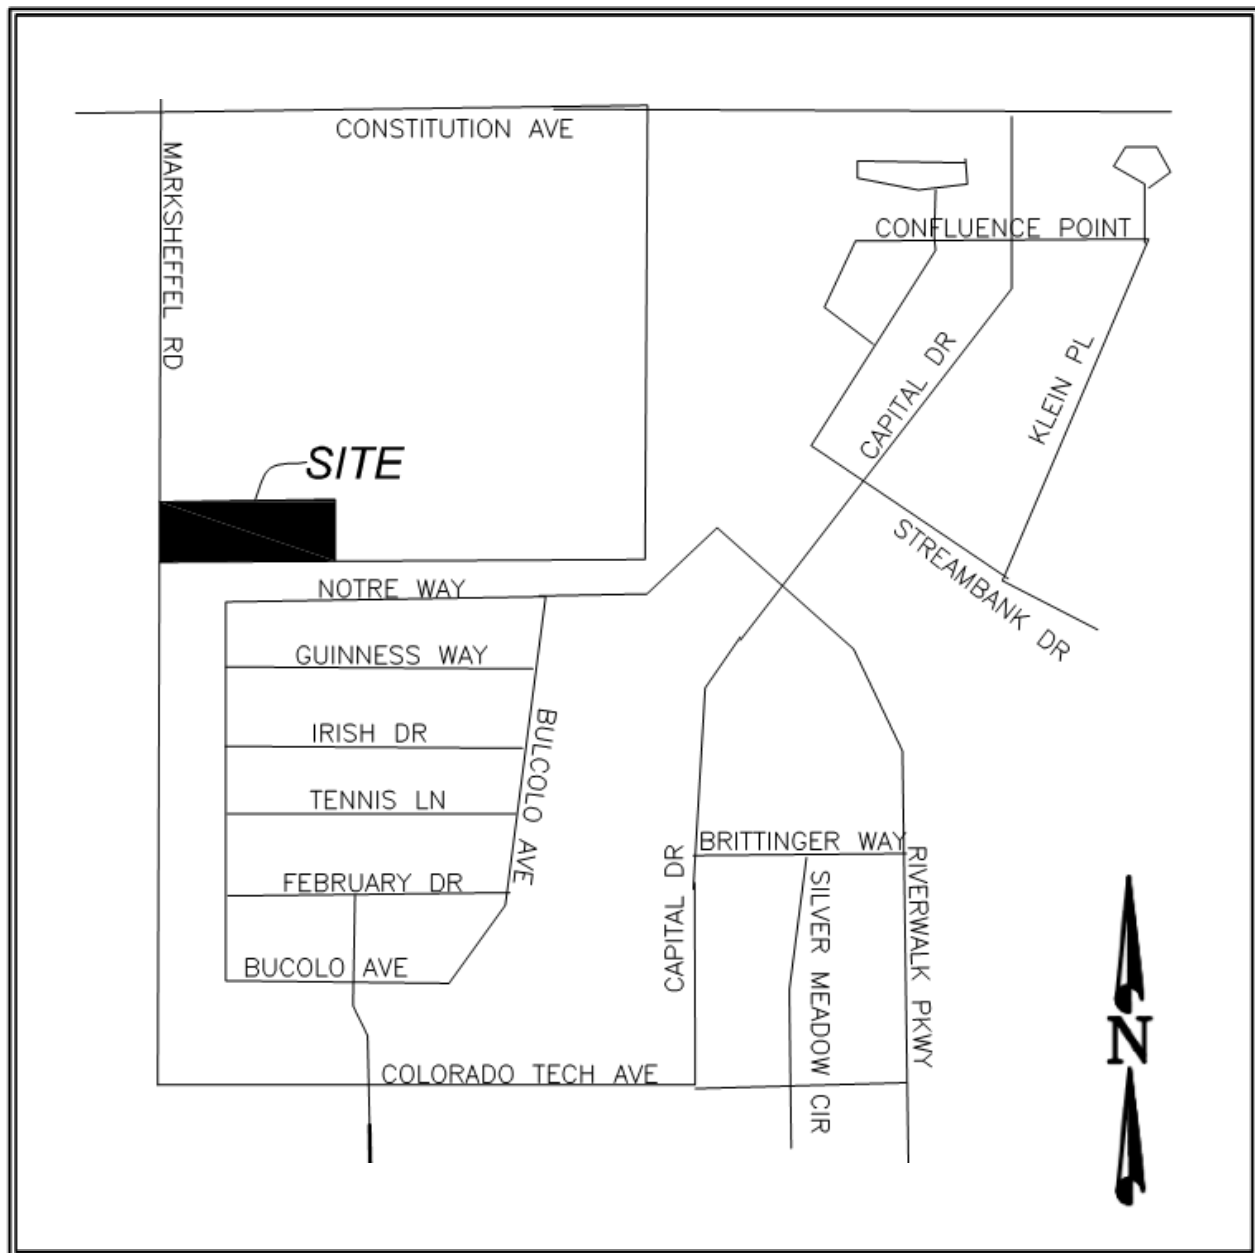 CONSTITUTION AVE
MARKSHEFFEL RD
CONFLUENCE POINT
CAPITAL DR
KLEIN PL
SITE
STREAMBANK DR
NOTRE WAY
GUINNESS WAY
IRISH DR
BULCOLO AVE
TENNIS LN
BRITTINGER WAY
FEBRUARY DR
CAPITAL DR
SILVER MEADOW CIR
RIVERWALK PKWY
BUCOLO AVE
N
COLORADO TECH AVE